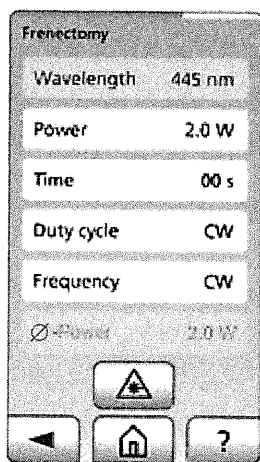 Frenectomy
Wavelength 445 nm
Power 2.0 W
Time 00 s
Duty cycle CW
Frequency CW
Ø-Power 2.0 W
?